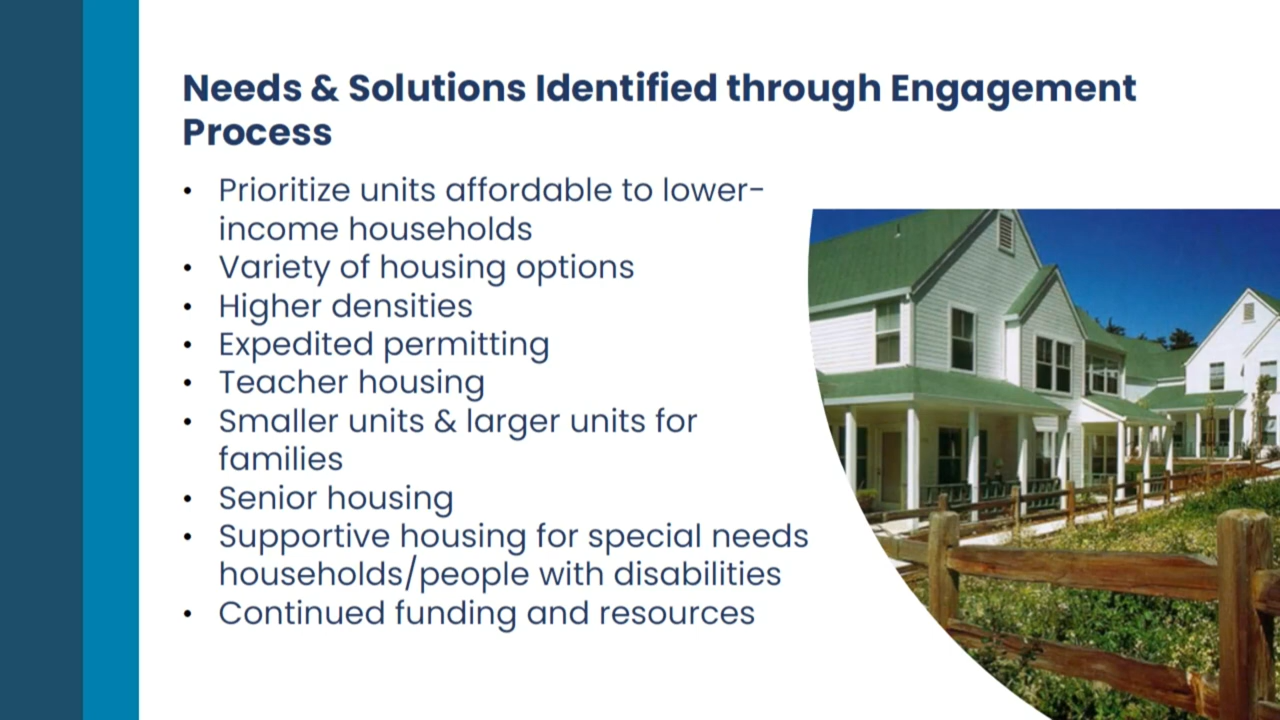 Needs & Solutions Identified through Engagement
Process
• Prioritize units affordable to lower-
income households
• Variety of housing options
• Higher densities
• Expedited permitting
• Teacher housing
• Smaller units & larger units for
families
• Senior housing
• Supportive housing for special needs
households/people with disabilities
• Continued funding and resources